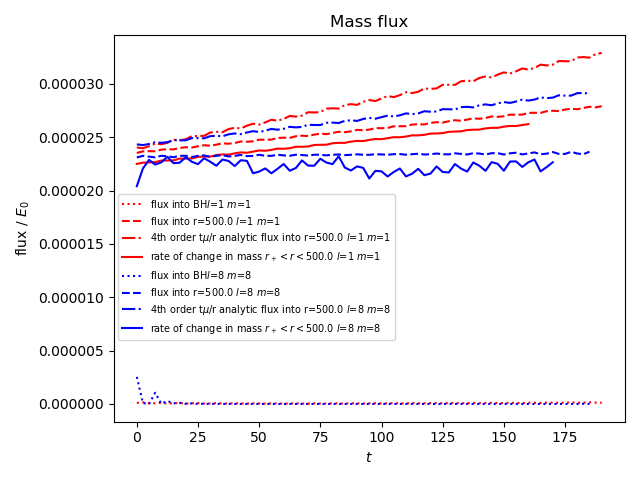 Mass flux
flux / E₀
0.000030
0.000025
0.000020
0.000015
0.000010
0.000005
0.000000
flux into BHl=1 m=1
flux into r=500.0 l=1 m=1
4th order tμ/r analytic flux into r=500.0 l=1 m=1
rate of change in mass r₊ < r < 500.0 l=1 m=1
flux into BHl=8 m=8
flux into r=500.0 l=8 m=8
4th order tμ/r analytic flux into r=500.0 l=8 m=8
rate of change in mass r₊ < r < 500.0 l=8 m=8
0 25 50 75 100 125 150 175
t